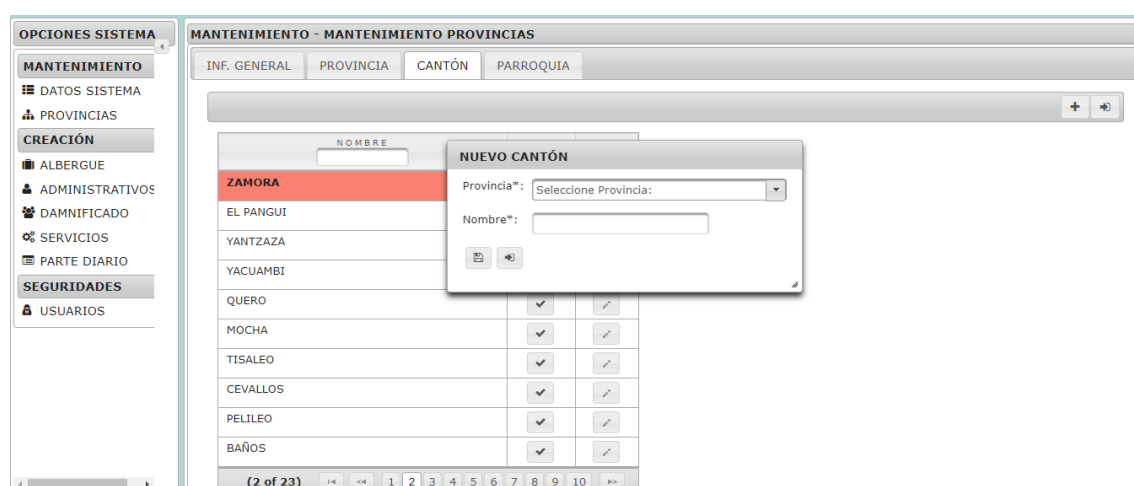 OPCIONES SISTEMA
MANTENIMIENTO
DATOS SISTEMA
PROVINCIAS
CREACIÓN
ALBERGUE
ADMINISTRATIVOS
DAMNIFICADO
SERVICIOS
PARTE DIARIO
SEGURIDADES
USUARIOS
MANTENIMIENTO - MANTENIMIENTO PROVINCIAS
INF. GENERAL PROVINCIA CANTÓN PARROQUIA
NOMBRE
ZAMORA
EL PANGUI
YANTZAZA
YACUAMBI
QUERO
MOCHA
TISALEO
CEVALLOS
PELILEO
BAÑOS
(2 of 23) 1 2 3 4 5 6 7 8 9 10
NUEVO CANTÓN
Provincia*: Seleccione Provincia:
Nombre*: